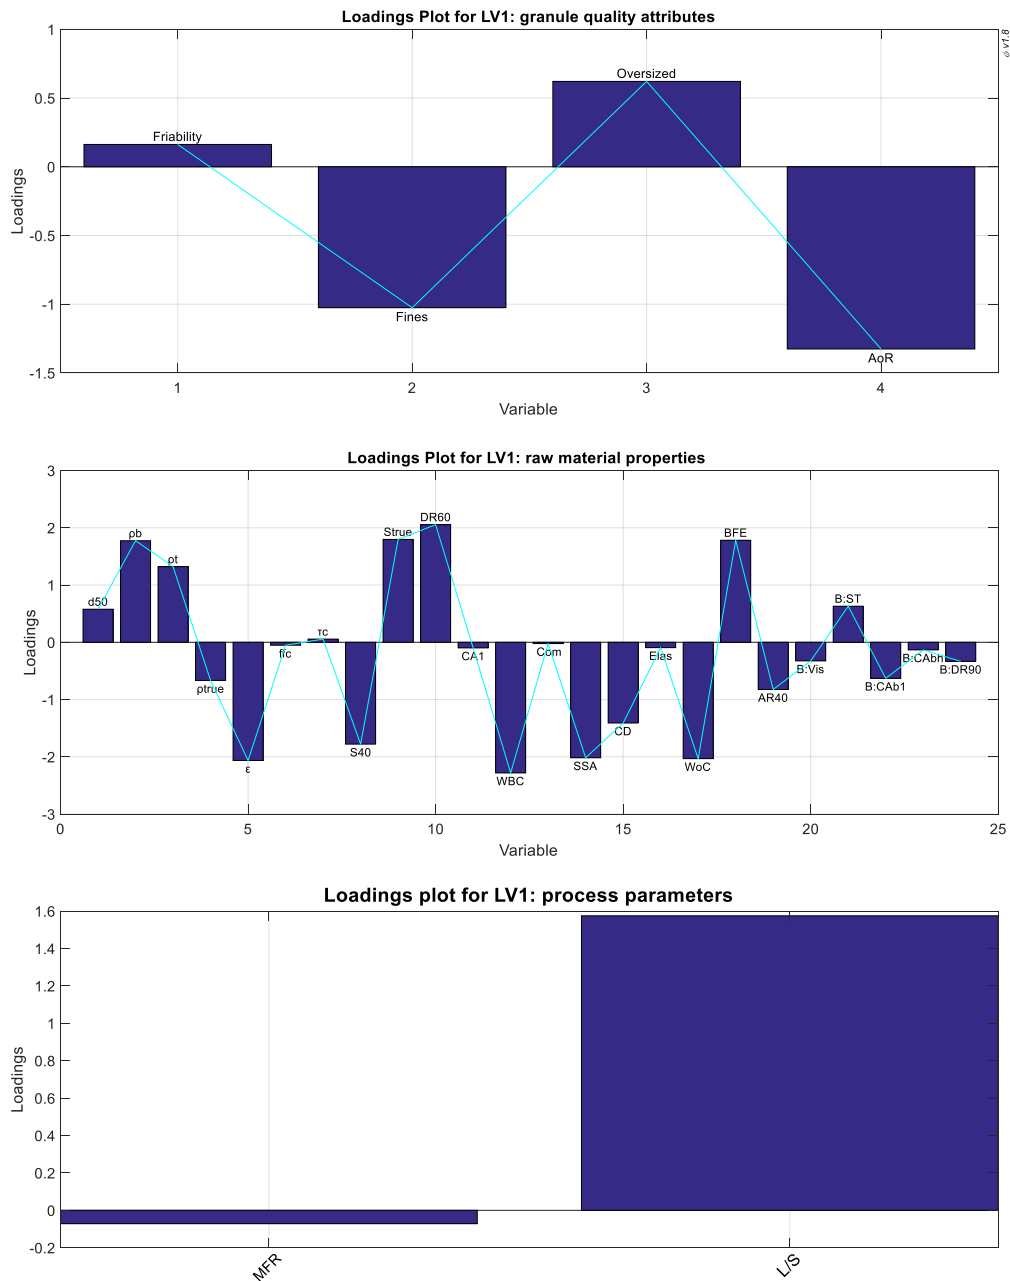 Loadings Plot for LV1: granule quality attributes
1
0.5
0
-0.5
-1
-1.5
Loadings
Friability
Fines
Oversized
AoR
1 2 3 4
Variable
ϕ v1.8
Loadings Plot for LV1: raw material properties
3
2
1
0
-1
-2
-3
Loadings
d50
ρb
ρt
ρtrue
ε
ffc
τc
S40
Strue
DR60
CA1
WBC
Com
SSA
CD
Elas
WoC
BFE
AR40
B:Vis
B:ST
B:CAb1
B:CAbh
B:DR90
0 5 10 15 20 25
Variable
Loadings plot for LV1: process parameters
1.6
1.4
1.2
1
0.8
0.6
0.4
0.2
0
-0.2
Loadings
MFR
L/S